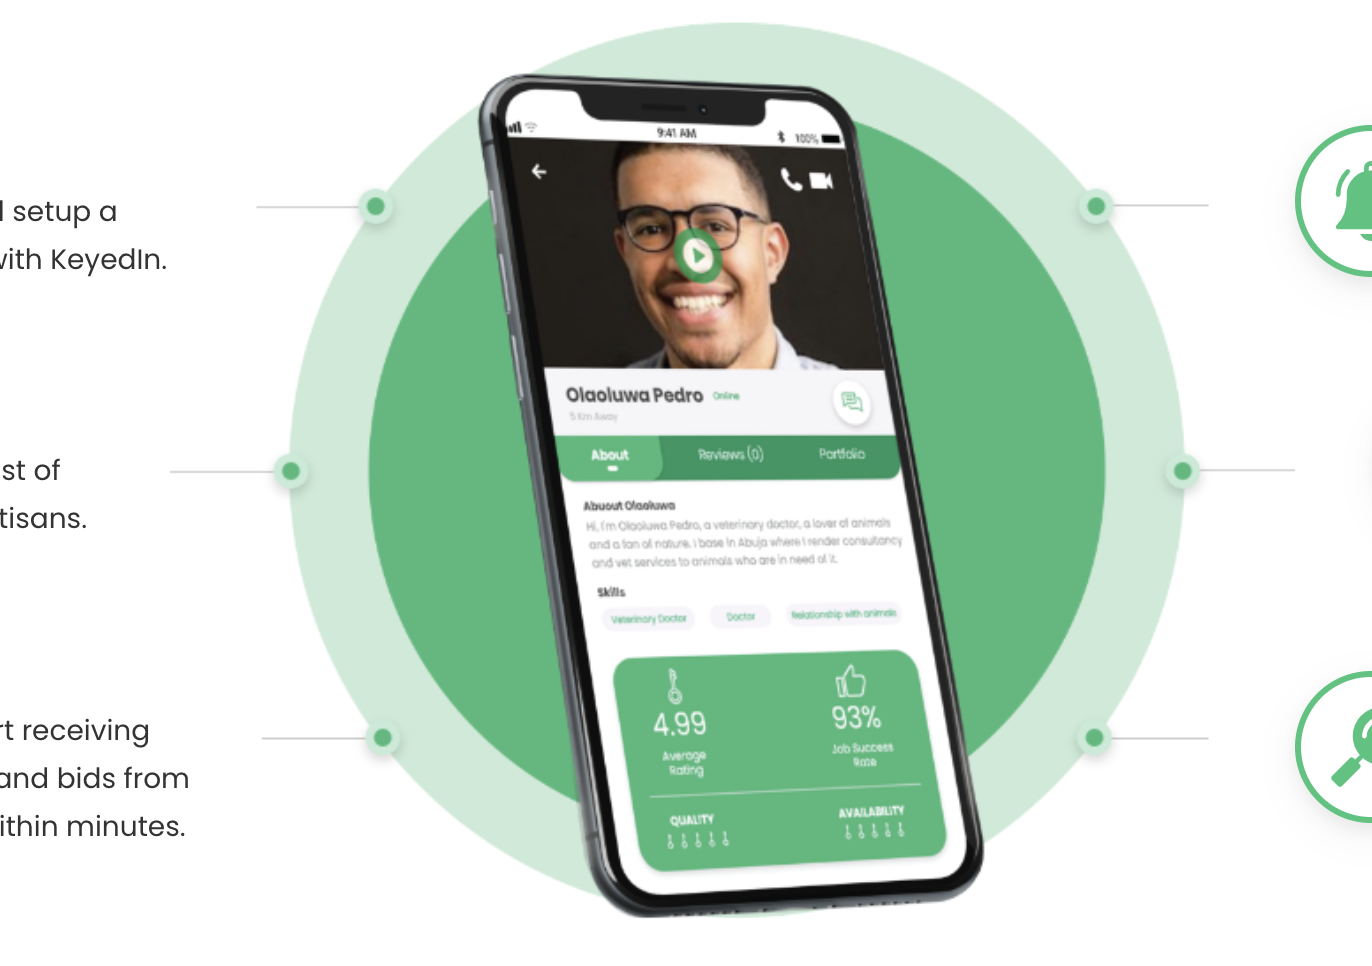 setup a
with KeyedIn.
st of
tisans.
rt receiving
and bids from
ithin minutes.
9:41 AM
100%
Olaoluwa Pedro Online
5 Km Away
About Reviews (0) Portfolio
Abuout Olaoluwa
Hi, I'm Olaoluwa Pedro, a veterinary doctor, a lover of animals
and a fan of nature. I base in Abuja where I render consultancy
and vet services to animals who are in need of it.
Skills
Veterinary Doctor Doctor Relationship with animals
4.99 93%
Average Job Success
Rating Rate
QUALITY AVAILABILITY